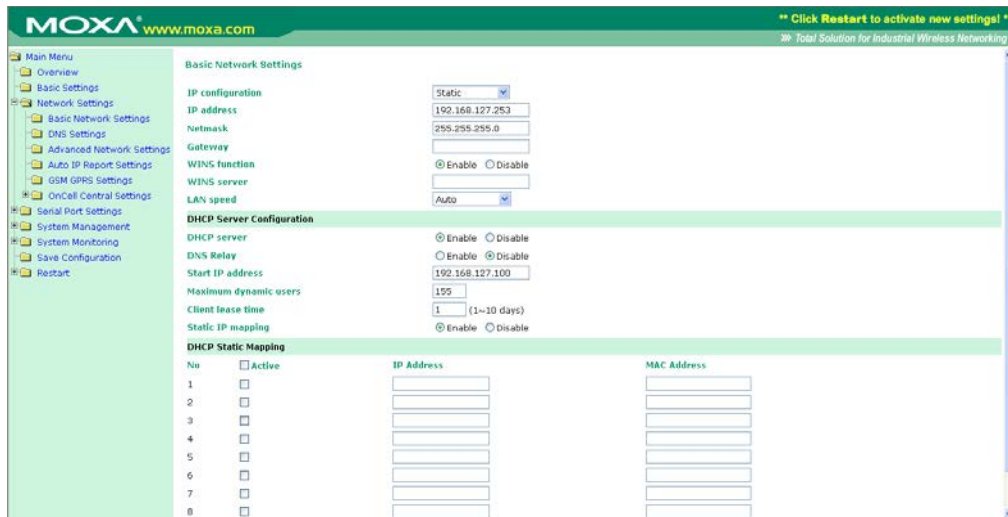 MOXA® www.moxa.com
** Click Restart to activate new settings! *
Total Solution for Industrial Wireless Networking
Main Menu
Overview
Basic Settings
Network Settings
Basic Network Settings
DNS Settings
Advanced Network Settings
Auto IP Report Settings
GSM GPRS Settings
OnCell Central Settings
Serial Port Settings
System Management
System Monitoring
Save Configuration
Restart
Basic Network Settings
IP configuration Static
IP address 192.168.127.253
Netmask 255.255.255.0
Gateway
WINS function Enable Disable
WINS server
LAN speed Auto
DHCP Server Configuration
DHCP server Enable Disable
DNS Relay Enable Disable
Start IP address 192.168.127.100
Maximum dynamic users 155
Client lease time 1 (1~10 days)
Static IP mapping Enable Disable
DHCP Static Mapping
No Active IP Address MAC Address
1
2
3
4
5
6
7
8